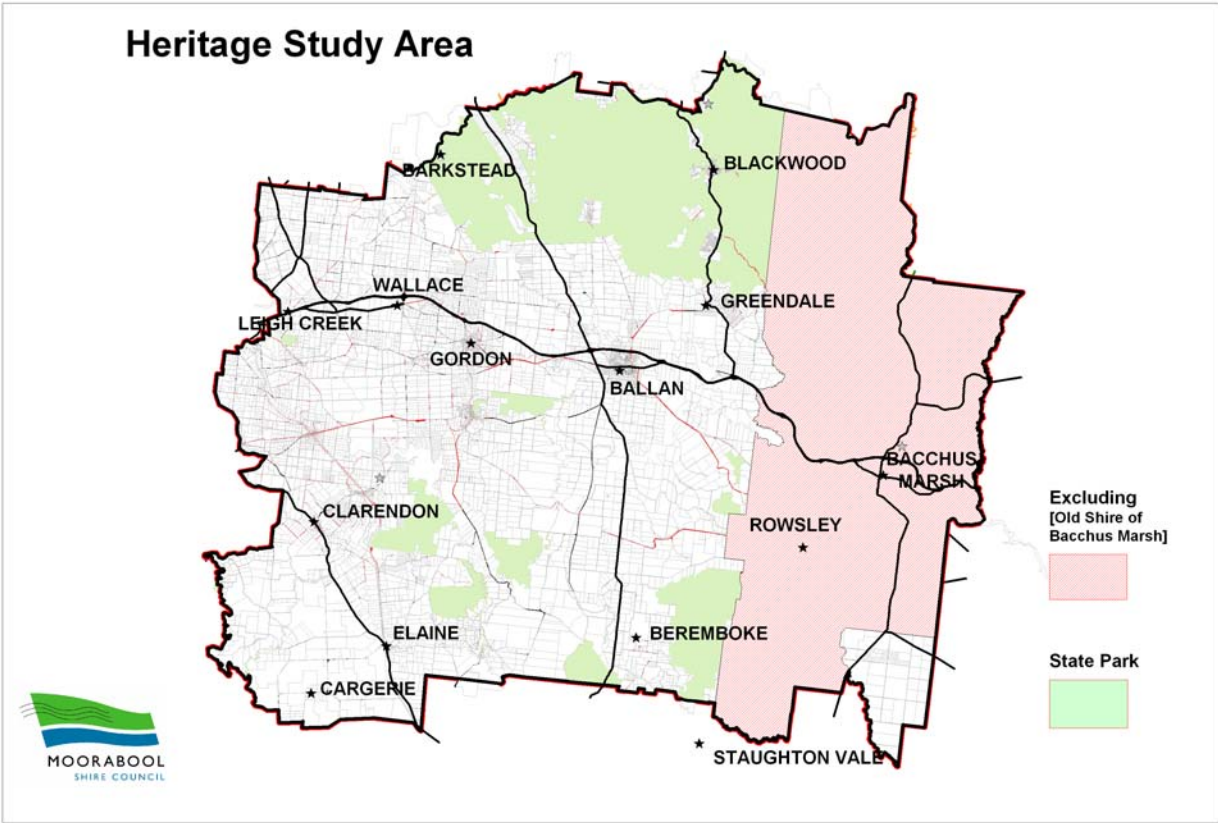 Heritage Study Area
BLACKWOOD
BARKSTEAD
WALLACE
GREENDALE
LEIGH CREEK
GORDON
BALLAN
BACCHUS
MARSH
CLARENDON
ROWSLEY
ELAINE
BEREMBOKE
CARGERIE
STAUGHTON VALE
Excluding
[Old Shire of
Bacchus Marsh]
State Park
MOORABOOL
SHIRE COUNCIL